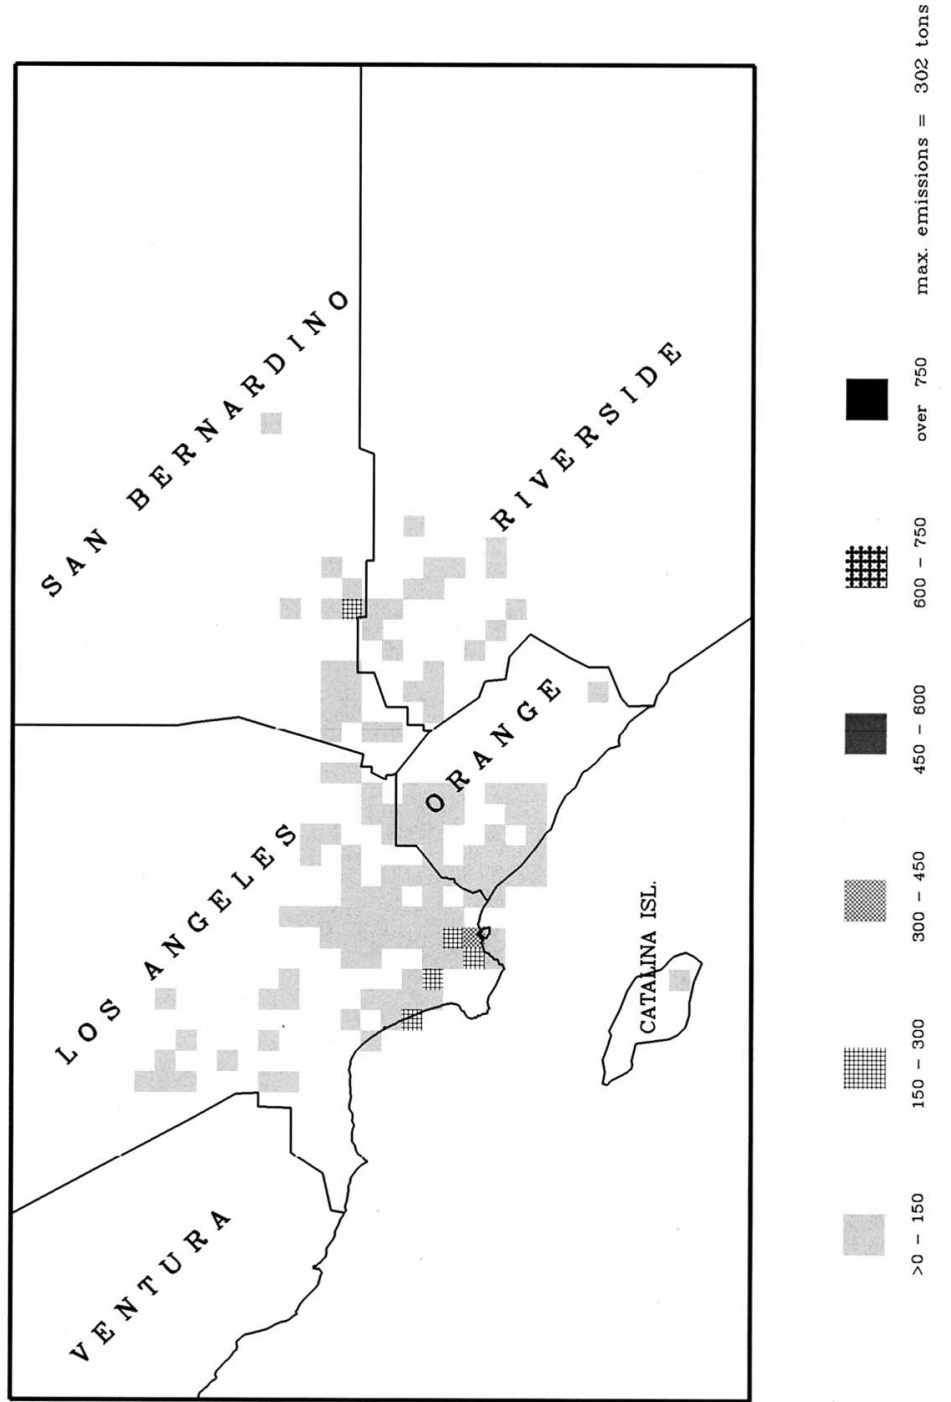 SAN BERNARDINO
LOS ANGELES
VENTURA
RIVERSIDE
ORANGE
CATALINA ISL.
>0 – 150
150 – 300
300 – 450
450 – 600
600 – 750
over 750
max. emissions = 302 tons